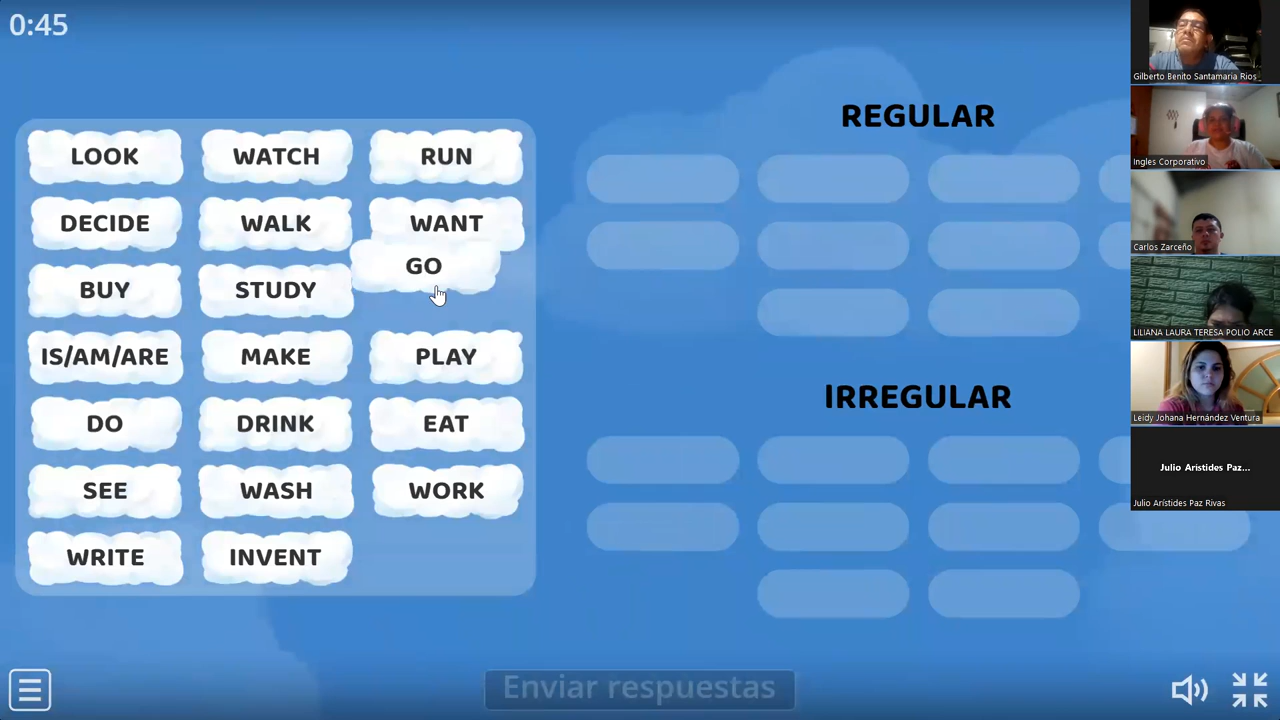 0:45
LOOK
WATCH
RUN
DECIDE
WALK
WANT
GO
BUY
STUDY
IS/AM/ARE
MAKE
PLAY
DO
DRINK
EAT
SEE
WASH
WORK
WRITE
INVENT
REGULAR
IRREGULAR
Enviar respuestas
Gilberto Benito Santamaria Rios
Ingles Corporativo
Carlos Zarceño
LILIANA LAURA TERESA POLIO ARCE
Leidy Johana Hernández Ventura
Julio Aristides Paz...
Julio Arístides Paz Rivas